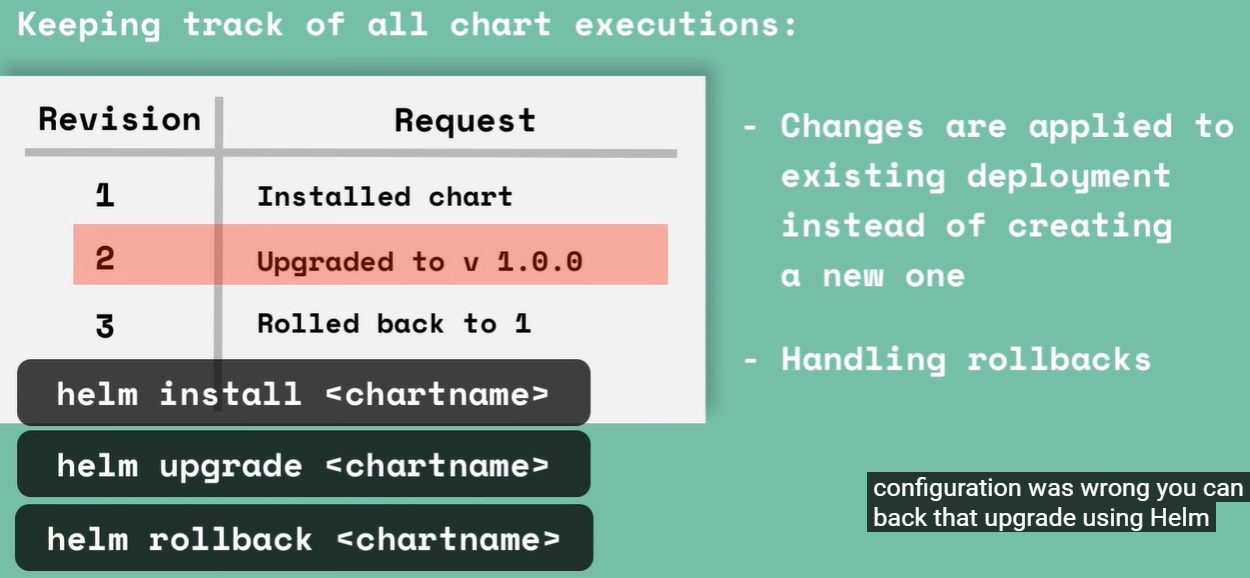 Keeping track of all chart executions:
Revision Request
1 Installed chart
2 Upgraded to v 1.0.0
3 Rolled back to 1
helm install <chartname>
helm upgrade <chartname>
helm rollback <chartname>
- Changes are applied to
existing deployment
instead of creating
a new one
- Handling rollbacks
configuration was wrong you can
back that upgrade using Helm